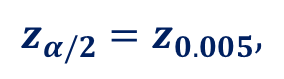 z_{α/2} = z_{0.005},